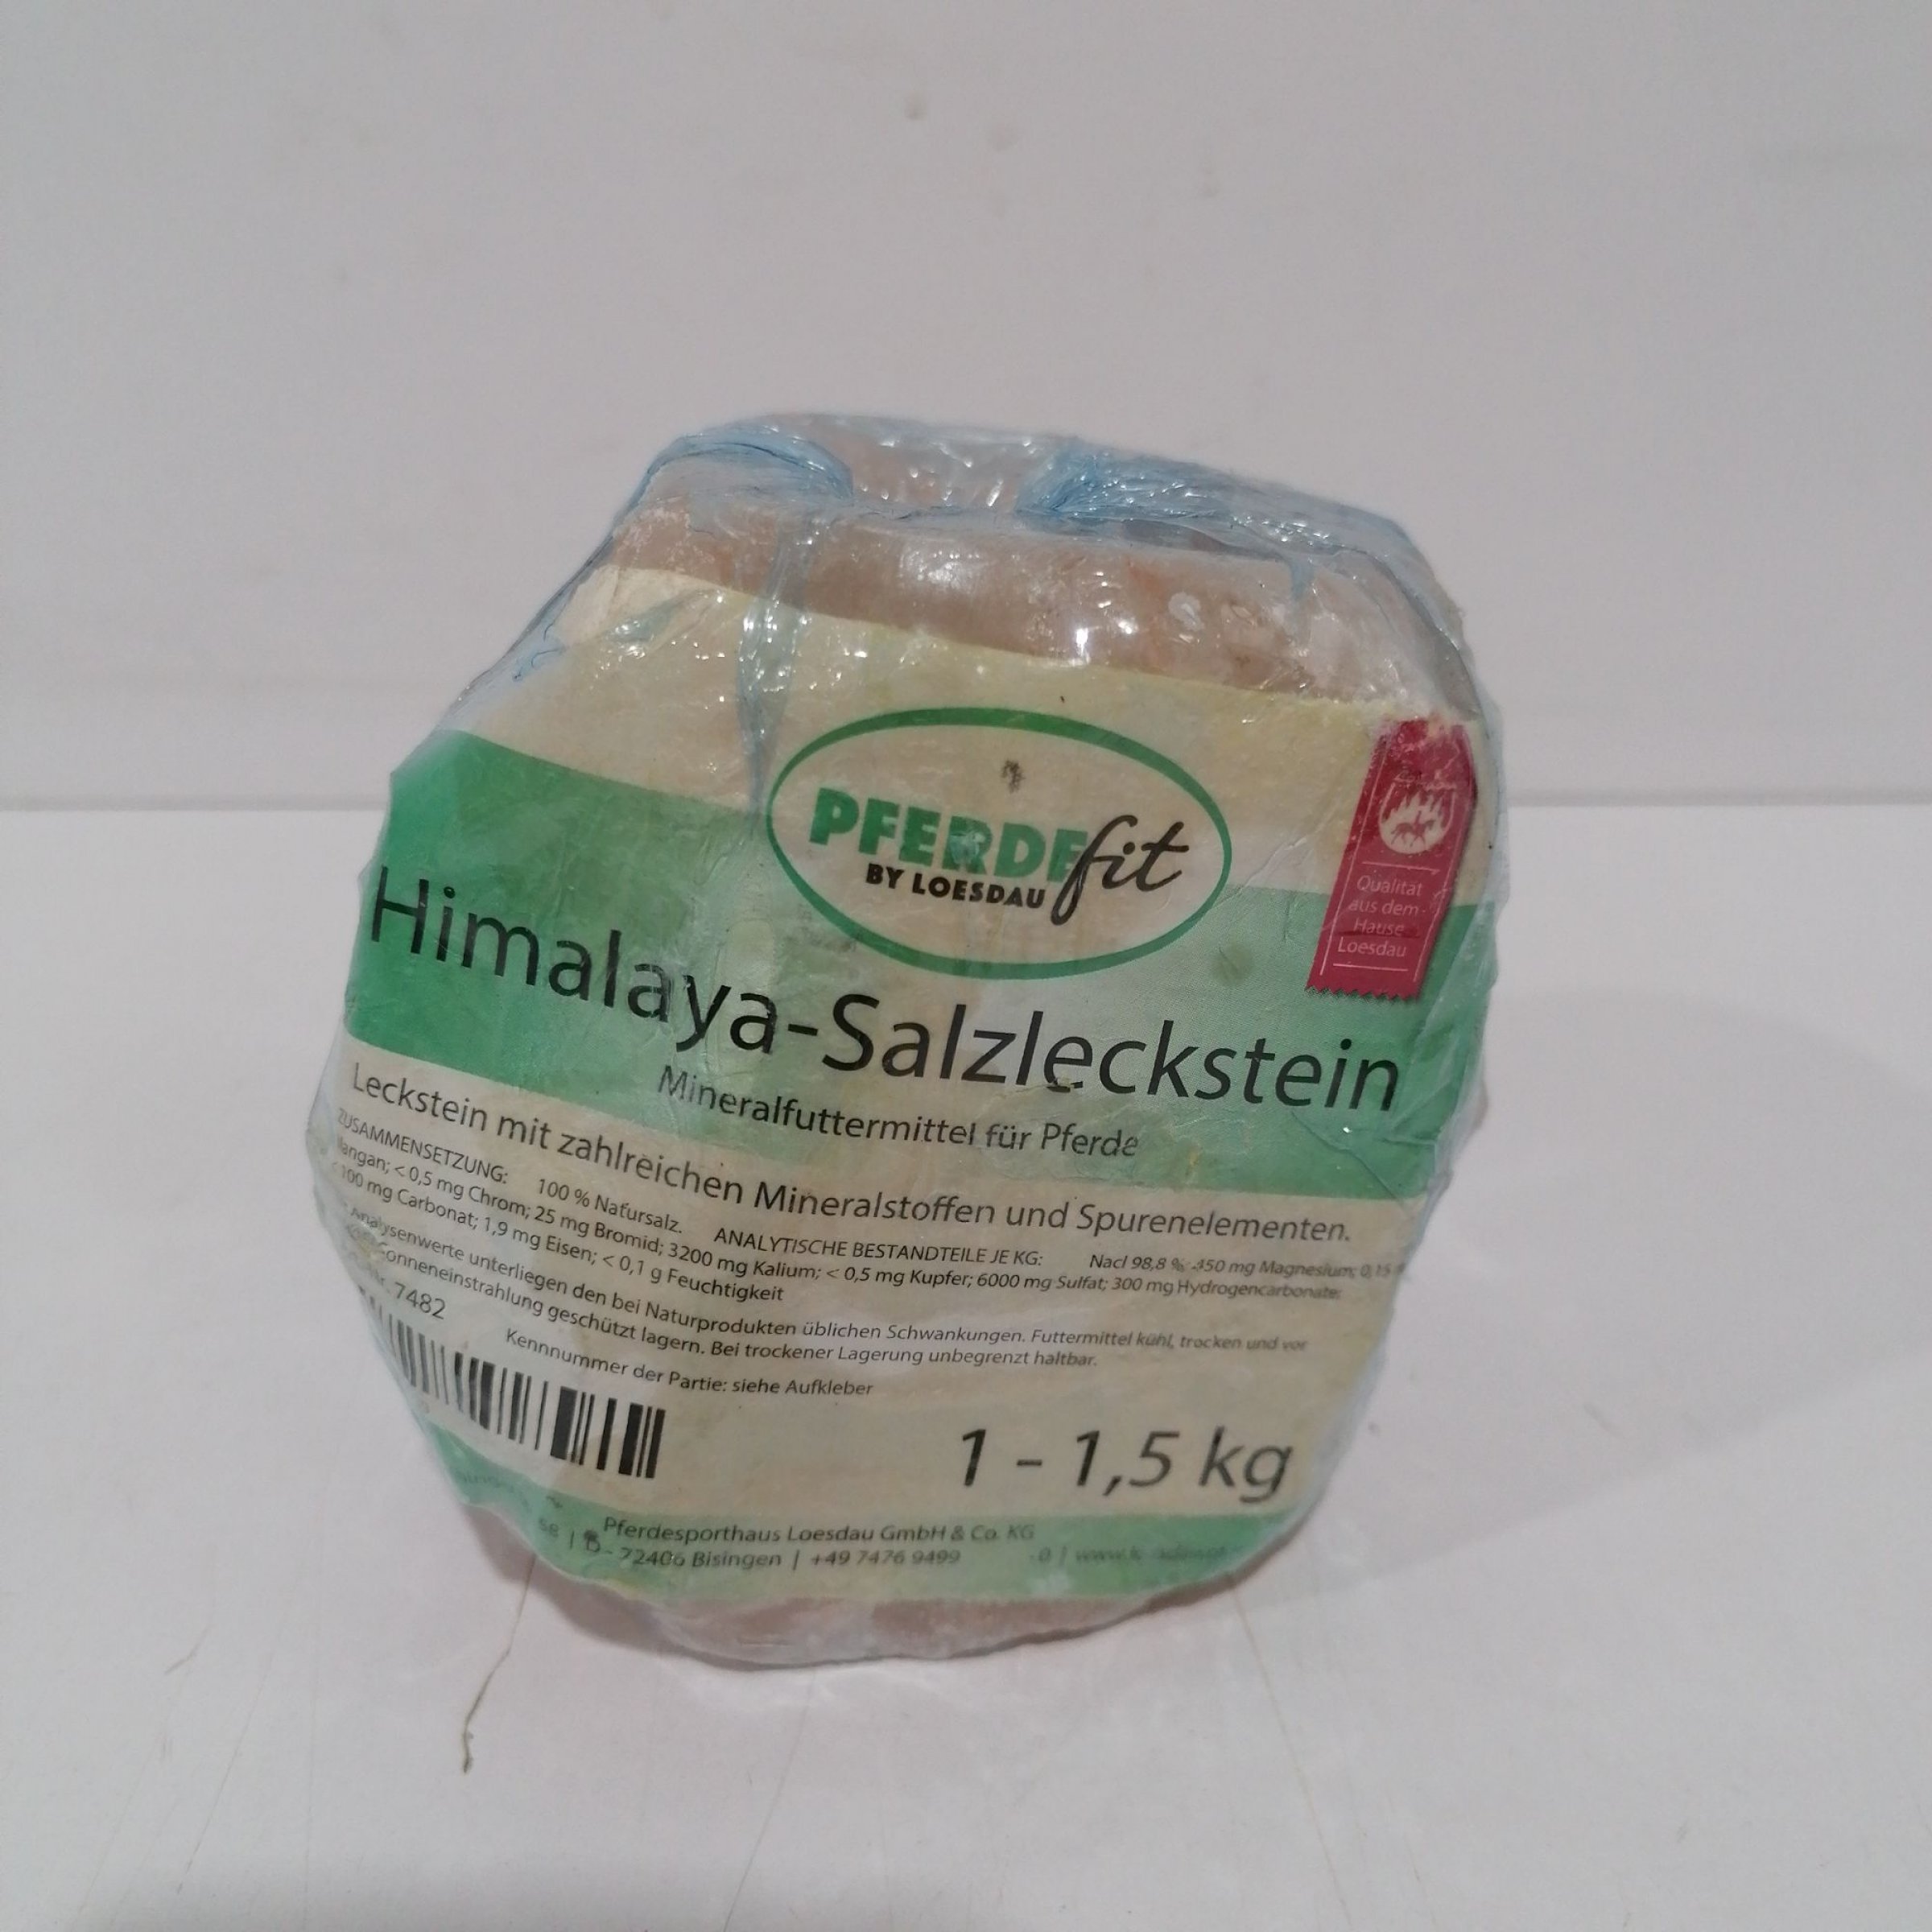 PFERDEfit
BY LOESDAU
Qualität
aus dem
Hause
Loesdau
Himalaya-Salzleckstein
Mineralfuttermittel für Pferde
Leckstein mit zahlreichen Mineralstoffen und Spurenelementen.
ZUSAMMENSETZUNG: 100 % Natursalz. ANALYTISCHE BESTANDTEILE JE KG: Nacl 98,8 %; 450 mg Magnesium;
Mangan; < 0,5 mg Chrom; 25 mg Bromid; 3200 mg Kalium; < 0,5 mg Kupfer; 6000 mg Sulfat; 300 mg Hydrogencarbonate;
100 mg Carbonat; 1,9 mg Eisen; < 0,1 g Feuchtigkeit
Analysenwerte unterliegen den bei Naturprodukten üblichen Schwankungen. Futtermittel kühl, trocken und vor
Sonneneinstrahlung geschützt lagern. Bei trockener Lagerung unbegrenzt haltbar.
7482
Kennnummer der Partie: siehe Aufkleber
1 - 1,5 kg
Pferdesporthaus Loesdau GmbH & Co. KG
D - 72406 Bisingen | +49 7476 9499